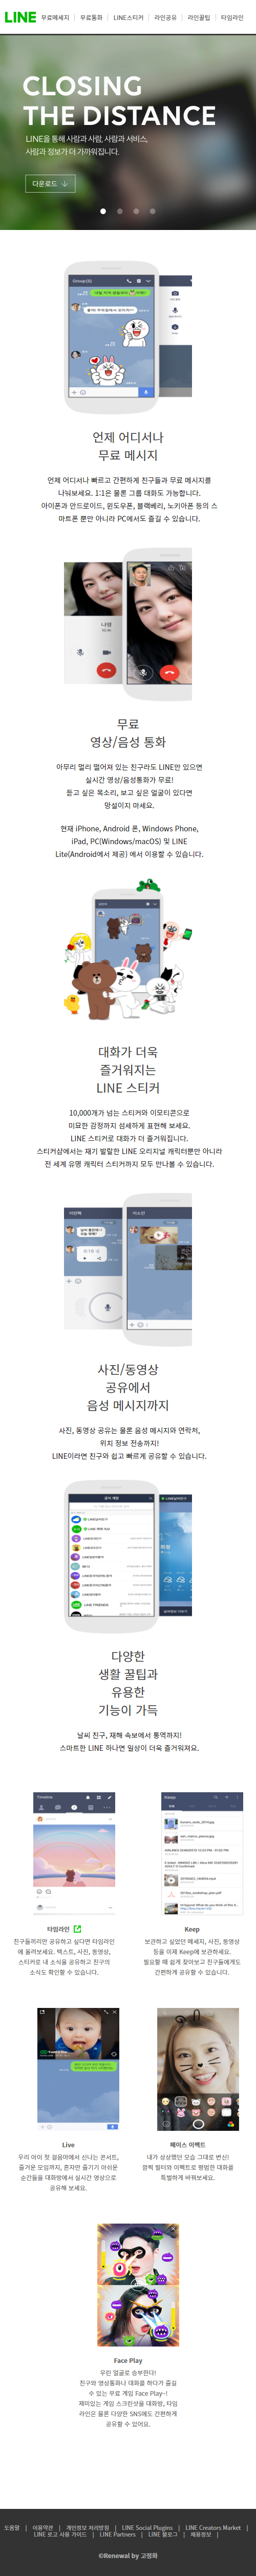 LINE 무료메세지 무료통화 LINE스티커 라인공유 라인꿀팁 타임라인
CLOSING
THE DISTANCE
LINE을 통해 사람과 사람, 사람과 서비스,
사람과 정보가 더 가까워집니다.
다운로드
언제 어디서나
무료 메시지
언제 어디서나 빠르고 간편하게 친구들과 무료 메시지를
나눠보세요. 1:1은 물론 그룹 대화도 가능합니다.
아이폰과 안드로이드, 윈도우폰, 블랙베리, 노키아폰 등의 스
마트폰 뿐만 아니라 PC에서도 즐길 수 있습니다.
무료
영상/음성 통화
아무리 멀리 떨어져 있는 친구라도 LINE만 있으면
실시간 영상/음성통화가 무료!
듣고 싶은 목소리, 보고 싶은 얼굴이 있다면
망설이지 마세요.
현재 iPhone, Android 폰, Windows Phone,
iPad, PC(Windows/macOS) 및 LINE
Lite(Android에서 제공) 에서 이용할 수 있습니다.
대화가 더욱
즐거워지는
LINE 스티커
10,000개가 넘는 스티커와 이모티콘으로
미묘한 감정까지 섬세하게 표현해 보세요.
LINE 스티커로 대화가 더 즐거워집니다.
스티커샵에서는 재기 발랄한 LINE 오리지널 캐릭터뿐만 아니라
전 세계 유명 캐릭터 스티커까지 모두 만나볼 수 있습니다.
사진/동영상
공유에서
음성 메시지까지
사진, 동영상 공유는 물론 음성 메시지와 연락처,
위치 정보 전송까지!
LINE이라면 친구와 쉽고 빠르게 공유할 수 있습니다.
다양한
생활 꿀팁과
유용한
기능이 가득
날씨 친구, 재해 속보에서 통역까지!
스마트한 LINE 하나면 일상이 더욱 즐거워져요.
Timeline
Keep
타임라인
친구들끼리만 공유하고 싶다면 타임라인
에 올려보세요. 텍스트, 사진, 동영상,
스티커로 내 소식을 공유하고 친구의
소식도 확인할 수 있습니다.
Keep
보관하고 싶었던 메세지, 사진, 동영상
등을 이제 Keep에 보관하세요.
필요할 때 쉽게 찾아보고 친구들에게도
간편하게 공유할 수 있습니다.
Live
우리 아이 첫 걸음마에서 신나는 콘서트,
즐거운 모임까지, 혼자만 즐기기 아쉬운
순간들을 대화방에서 실시간 영상으로
공유해 보세요.
페이스 이펙트
내가 상상했던 모습 그대로 변신!
깜찍 필터와 이펙트로 평범한 대화를
특별하게 바꿔보세요.
Face Play
우린 얼굴로 승부한다!
친구와 영상통화나 대화를 하다가 즐길
수 있는 무료 게임 Face Play~!
재미있는 게임 스크린샷을 대화방, 타임
라인은 물론 다양한 SNS에도 간편하게
공유할 수 있어요.
도움말 | 이용약관 | 개인정보 처리방침 | LINE Social Plugins | LINE Creators Market |
LINE 로고 사용 가이드 | LINE Partners | LINE 블로그 | 채용정보 |
©Renewal by 고정화